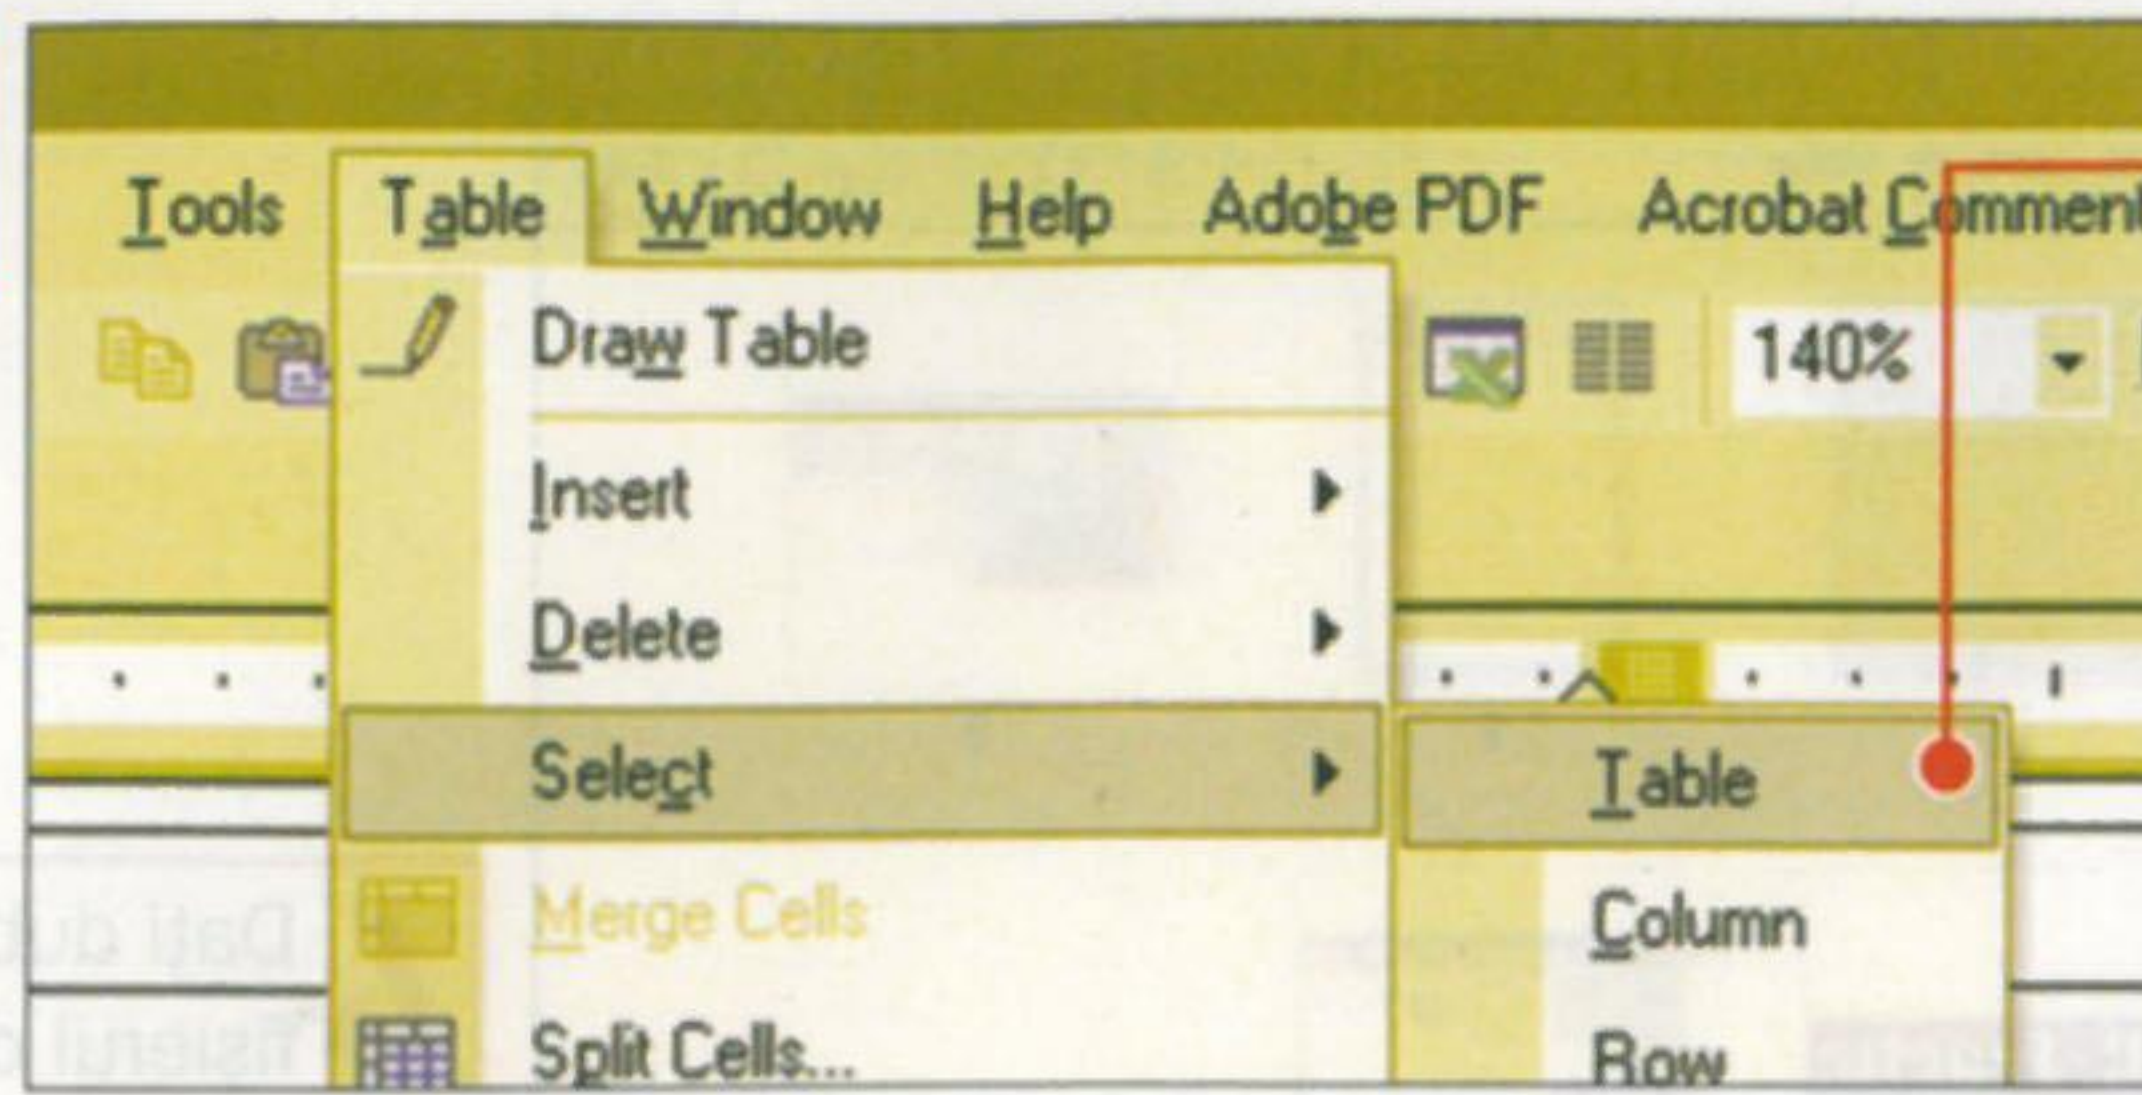 Tools Table Window Help Adobe PDF Acrobat Comment
Draw Table 140%
Insert
Delete
Select Table
Merge Cells Column
Split Cells... Row